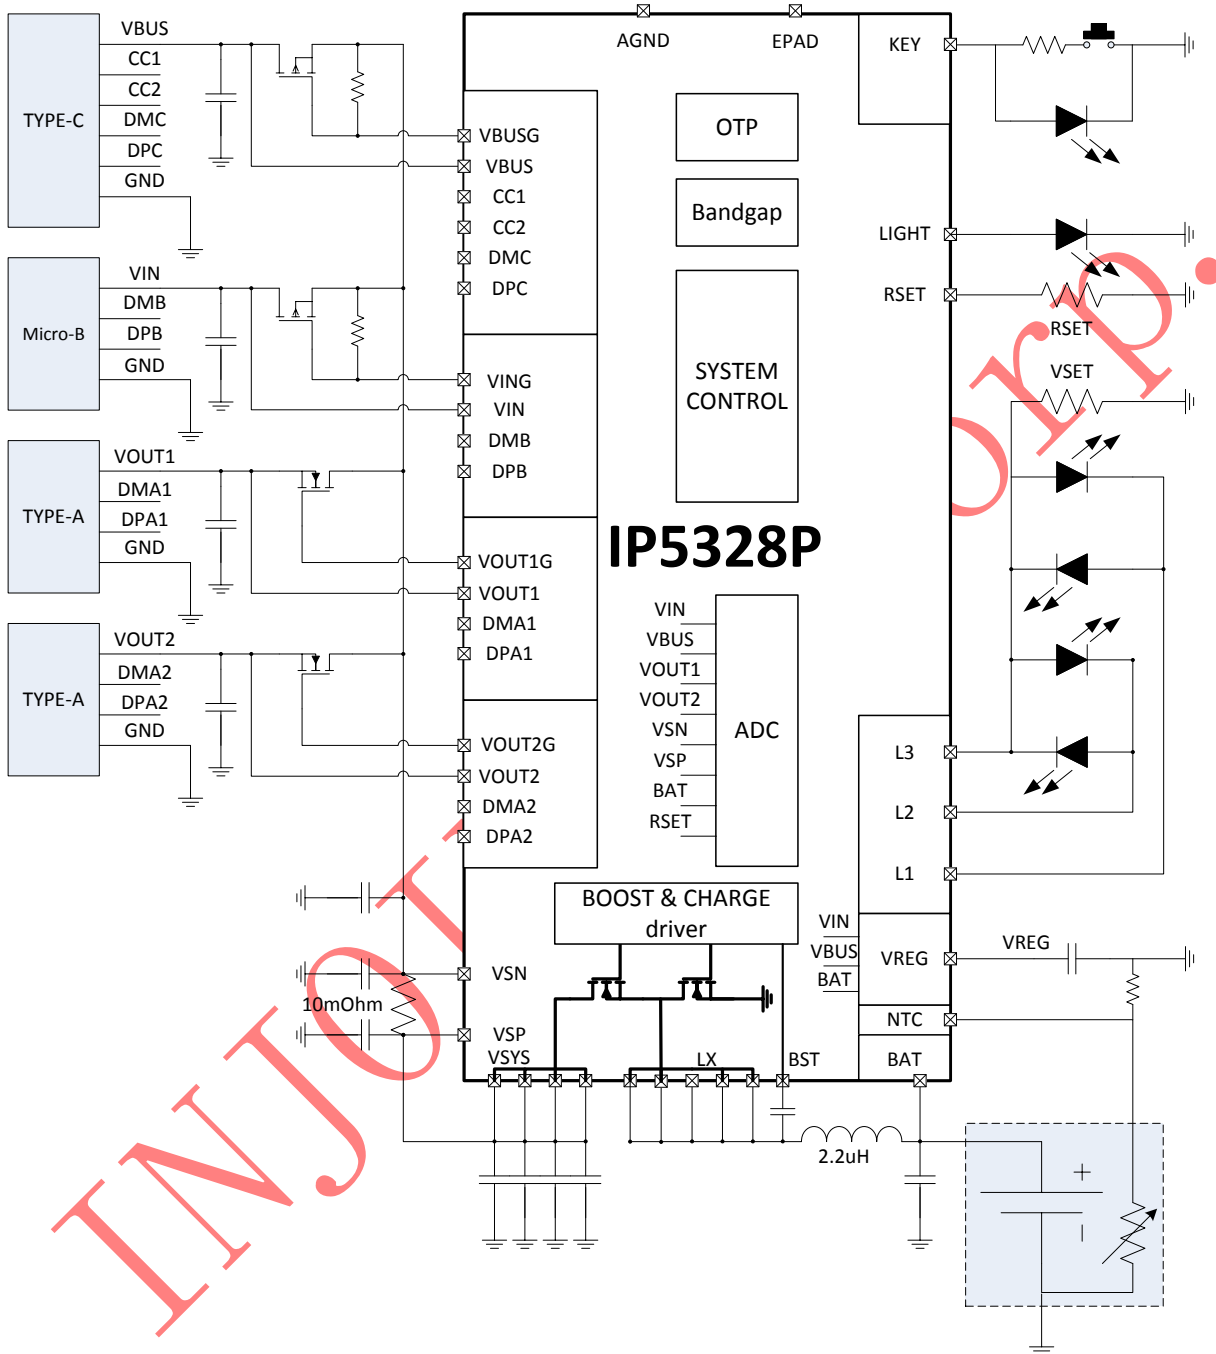 AGND
EPAD
KEY
VBUS
CC1
CC2
DMC
DPC
GND
TYPE-C
VBUSG
VBUS
CC1
CC2
DMC
DPC
OTP
Bandgap
SYSTEM
CONTROL
LIGHT
RSET
RSET
VSET
VIN
DMB
DPB
GND
Micro-B
VING
VIN
DMB
DPB
VOUT1
DMA1
DPA1
GND
TYPE-A
VOUT1G
VOUT1
DMA1
DPA1
IP5328P
VOUT2
DMA2
DPA2
GND
TYPE-A
VOUT2G
VOUT2
DMA2
DPA2
VIN
VBUS
VOUT1
VOUT2
VSN
VSP
BAT
RSET
ADC
L3
L2
L1
BOOST & CHARGE
driver
VIN
VBUS
BAT
VREG
VREG
NTC
BAT
VSN
10mOhm
VSP
VSYS
LX
BST
2.2uH
+
INJO
orp.